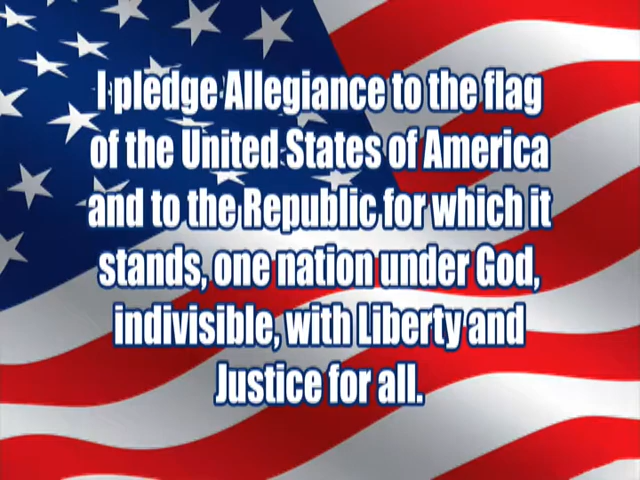 I pledge Allegiance to the flag
of the United States of America
and to the Republic for which it
stands, one nation under God,
indivisible, with Liberty and
Justice for all.